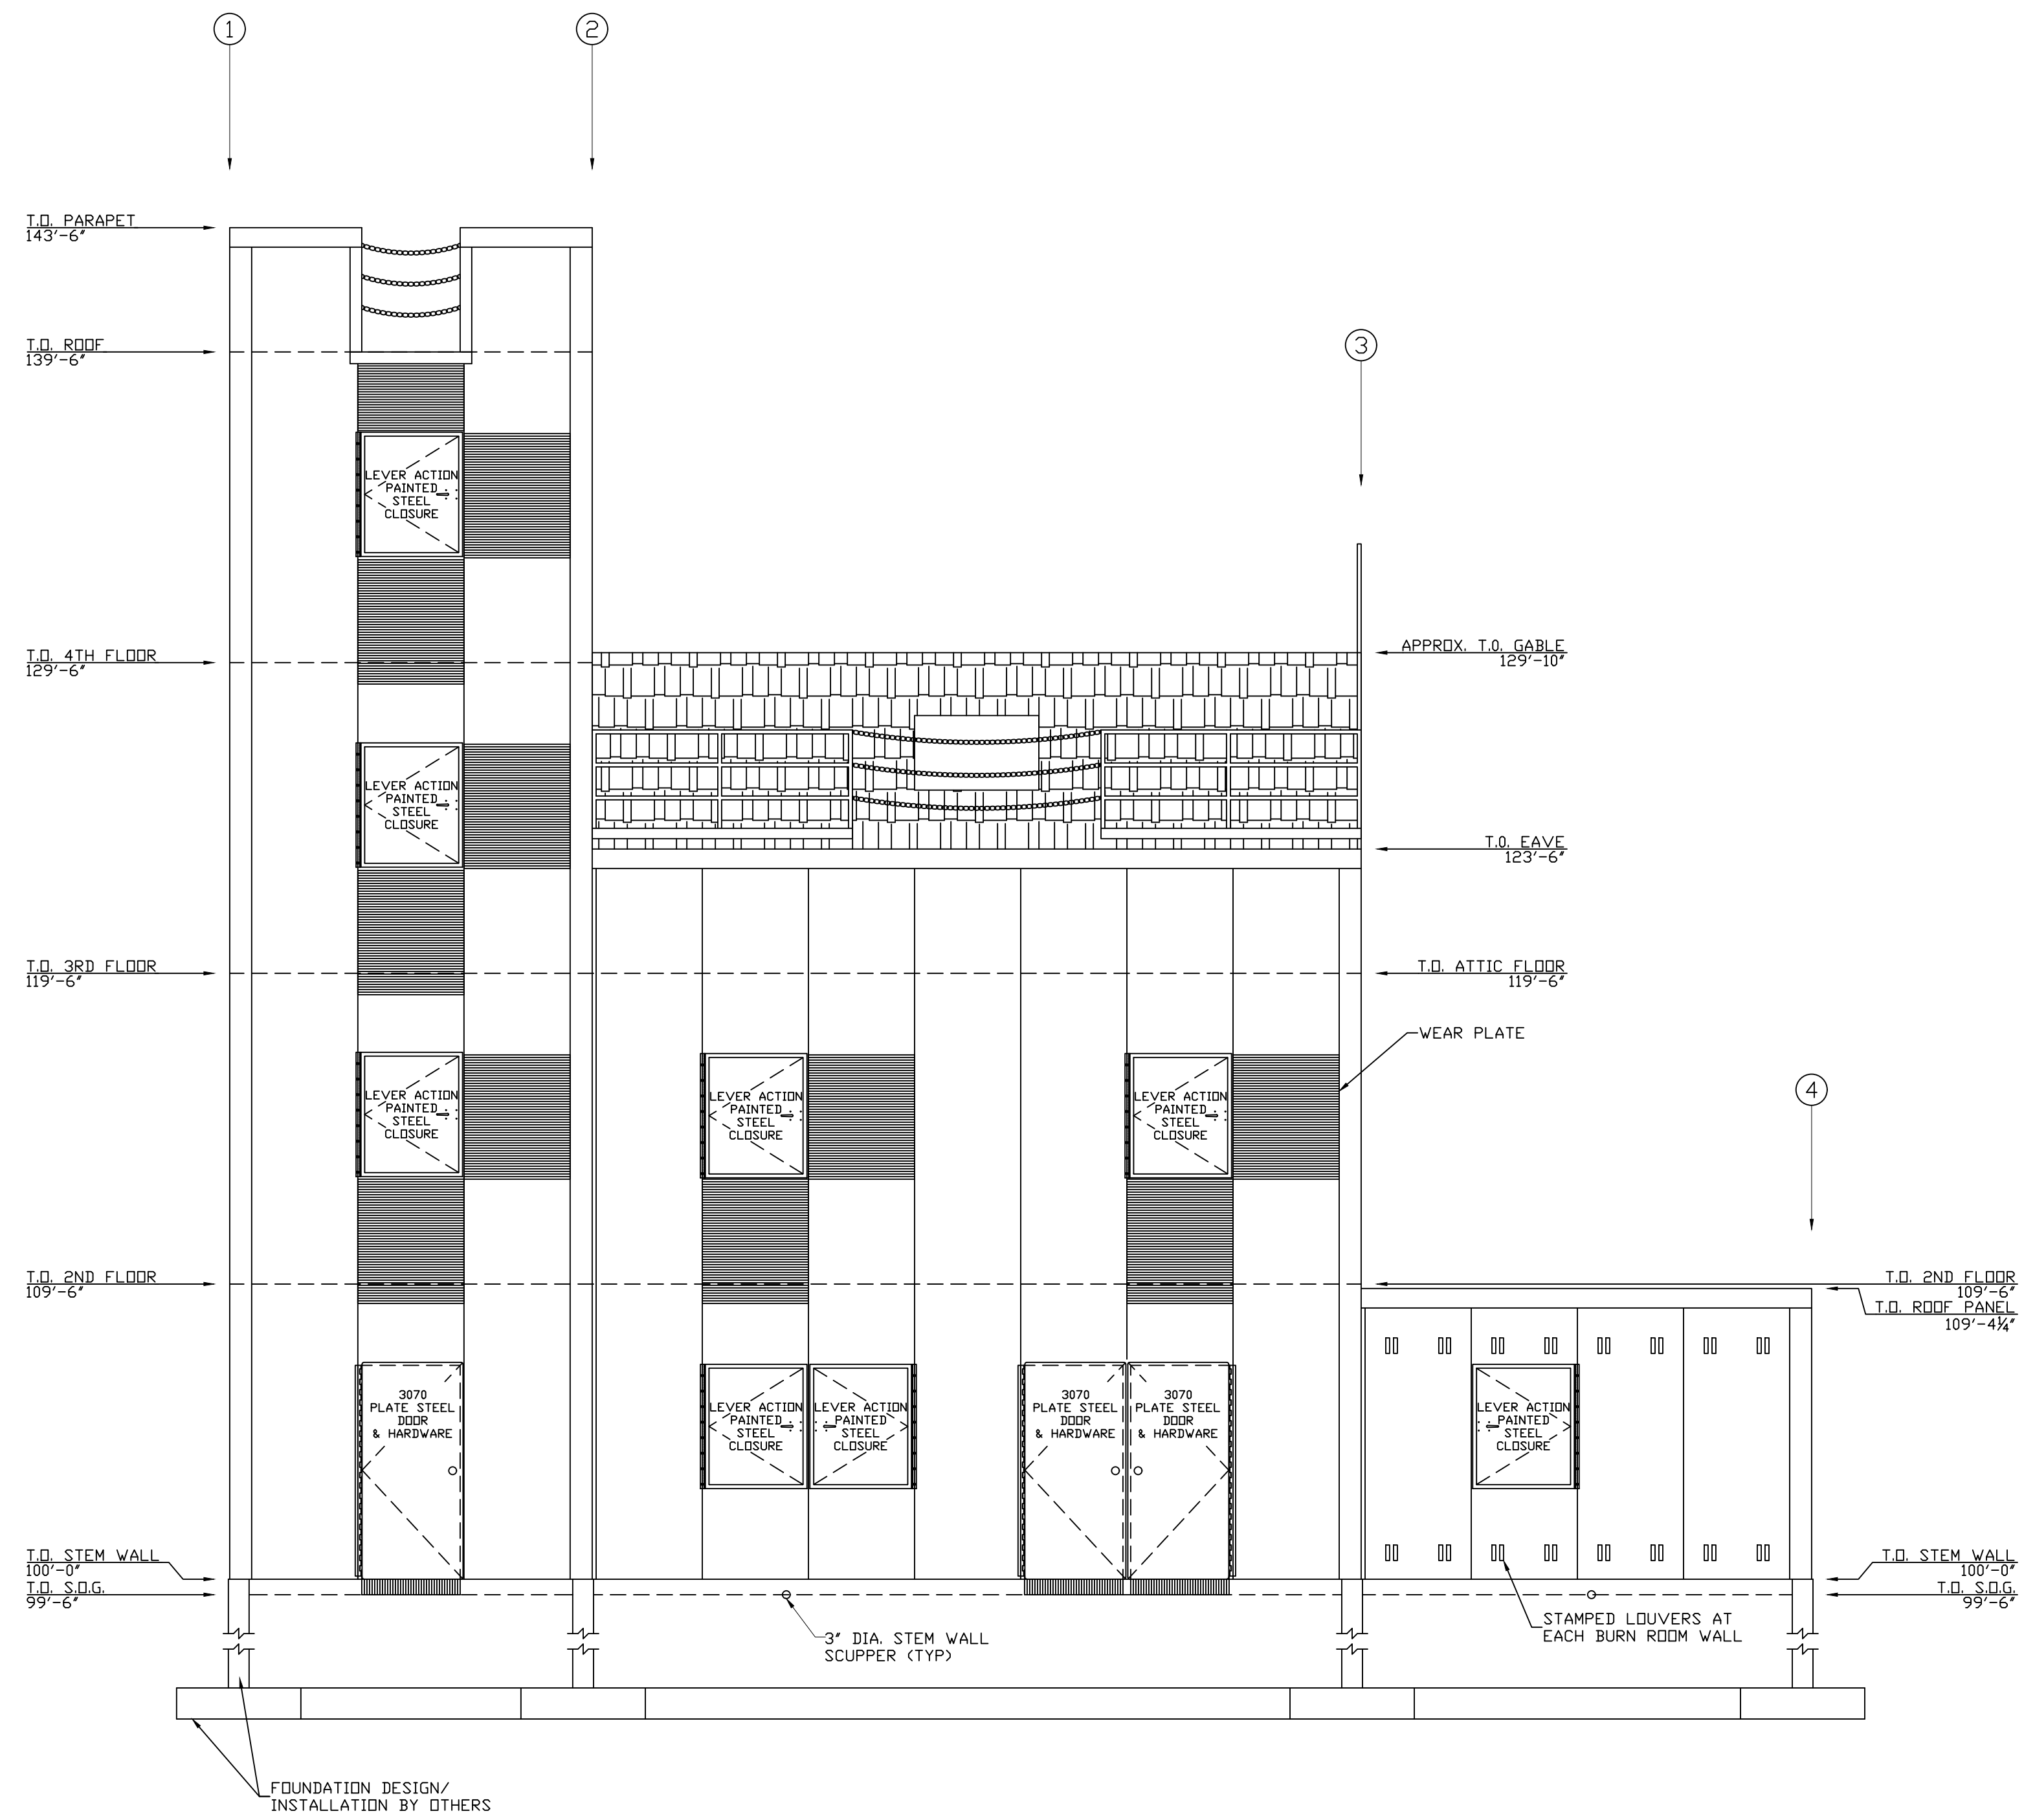 1
2
T.O. PARAPET
143'-6"
T.O. ROOF
139'-6"
3
LEVER ACTION
PAINTED
STEEL
CLOSURE
T.O. 4TH FLOOR
129'-6"
APPROX. T.O. GABLE
129'-10"
LEVER ACTION
PAINTED
STEEL
CLOSURE
T.O. EAVE
123'-6"
T.O. 3RD FLOOR
119'-6"
T.O. ATTIC FLOOR
119'-6"
WEAR PLATE
4
LEVER ACTION
PAINTED
STEEL
CLOSURE
LEVER ACTION
PAINTED
STEEL
CLOSURE
LEVER ACTION
PAINTED
STEEL
CLOSURE
T.O. 2ND FLOOR
109'-6"
T.O. 2ND FLOOR
109'-6"
T.O. ROOF PANEL
109'-4¼"
3070
PLATE STEEL
DOOR
& HARDWARE
LEVER ACTION
PAINTED
STEEL
CLOSURE
LEVER ACTION
PAINTED
STEEL
CLOSURE
3070
PLATE STEEL
DOOR
& HARDWARE
3070
PLATE STEEL
DOOR
& HARDWARE
LEVER ACTION
PAINTED
STEEL
CLOSURE
T.O. STEM WALL
100'-0"
T.O. S.O.G.
99'-6"
T.O. STEM WALL
100'-0"
T.O. S.O.G.
99'-6"
3" DIA. STEM WALL
SCUPPER (TYP)
STAMPED LOUVERS AT
EACH BURN ROOM WALL
FOUNDATION DESIGN/
INSTALLATION BY OTHERS